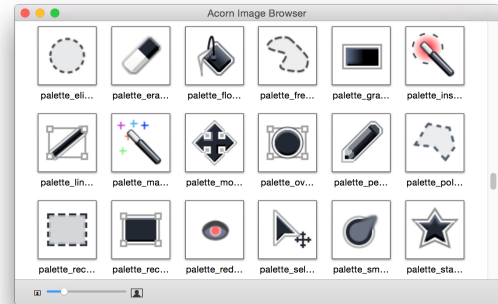 Acorn Image Browser
palette_eli... palette_era... palette_flo... palette_fre... palette_gra... palette_ins...
palette_lin... palette_ma... palette_mo... palette_ov... palette_pe... palette_pol...
palette_rec... palette_rec... palette_red... palette_sel... palette_sm... palette_sta...